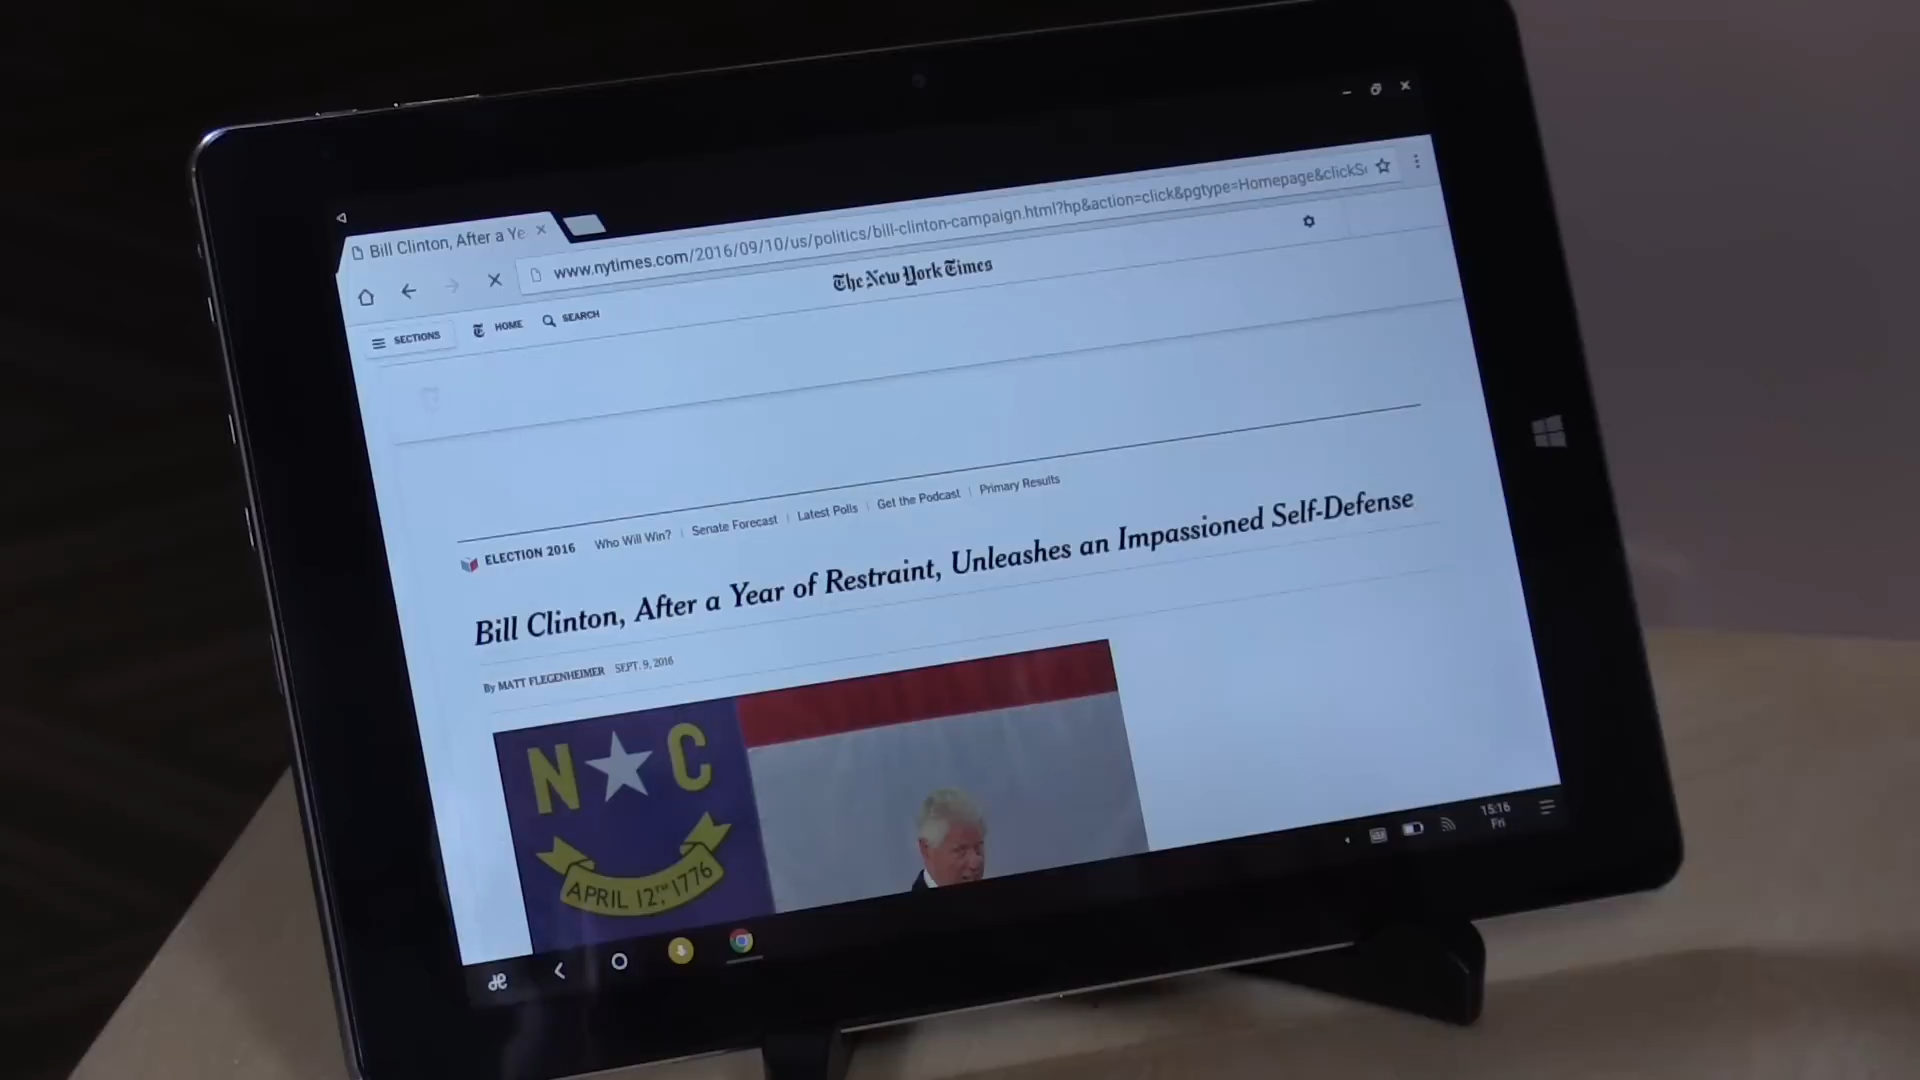 Bill Clinton, After a Ye
www.nytimes.com/2016/09/10/us/politics/bill-clinton-campaign.html?hp&action=click&pgtype=Homepage&clickS
SECTIONS HOME SEARCH The New York Times
ELECTION 2016 Who Will Win? Senate Forecast Latest Polls Get the Podcast Primary Results
Bill Clinton, After a Year of Restraint, Unleashes an Impassioned Self-Defense
By MATT FLEGENHEIMER SEPT. 9, 2016
N C
APRIL 12TH, 1776
15:16
Fri